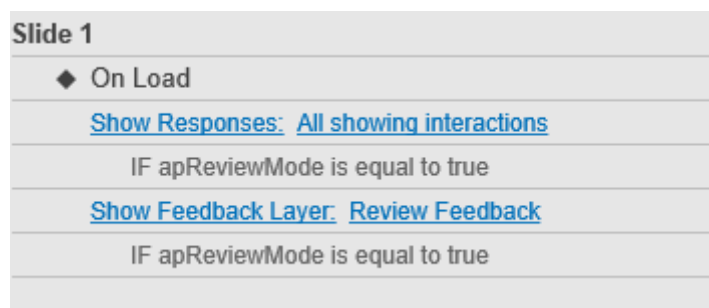 Slide 1
◆ On Load
Show Responses: All showing interactions
IF apReviewMode is equal to true
Show Feedback Layer: Review Feedback
IF apReviewMode is equal to true